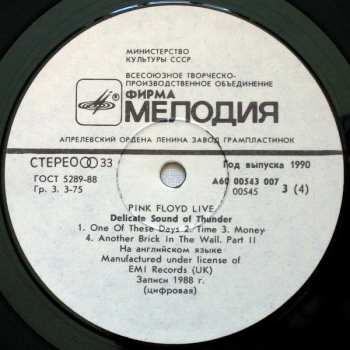 МИНИСТЕРСТВО
КУЛЬТУРЫ СССР
ВСЕСОЮЗНОЕ ТВОРЧЕСКО-
ПРОИЗВОДСТВЕННОЕ ОБЪЕДИНЕНИЕ
ФИРМА
МЕЛОДИЯ
АПРЕЛЕВСКИЙ ОРДЕНА ЛЕНИНА ЗАВОД ГРАМПЛАСТИНОК
СТЕРЕО 33
Год выпуска 1990
ГОСТ 5289-88
А60 00543 007
Гр. 3. 3-75
00545
3 (4)
PINK FLOYD LIVE
Delicate Sound of Thunder
1. One Of These Days 2. Time 3. Money
4. Another Brick In The Wall. Part II
На английском языке
Manufactured under license of
EMI Records (UK)
Записи 1988 г.
(цифровая)